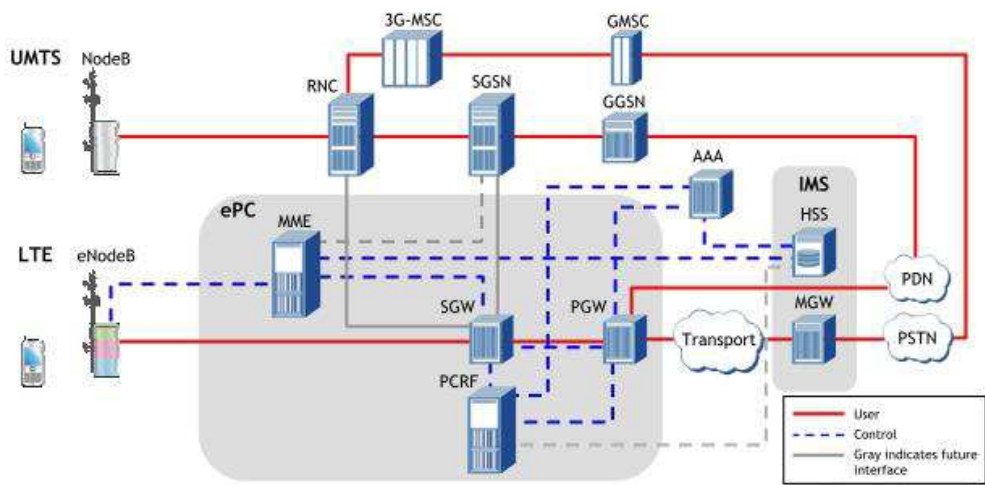 3G-MSC
GMSC
UMTS
NodeB
RNC
SGSN
GGSN
AAA
IMS
ePC
MME
HSS
LTE
eNodeB
PDN
SGW
PGW
MGW
Transport
PSTN
PCRF
User
Control
Gray indicates future
interface